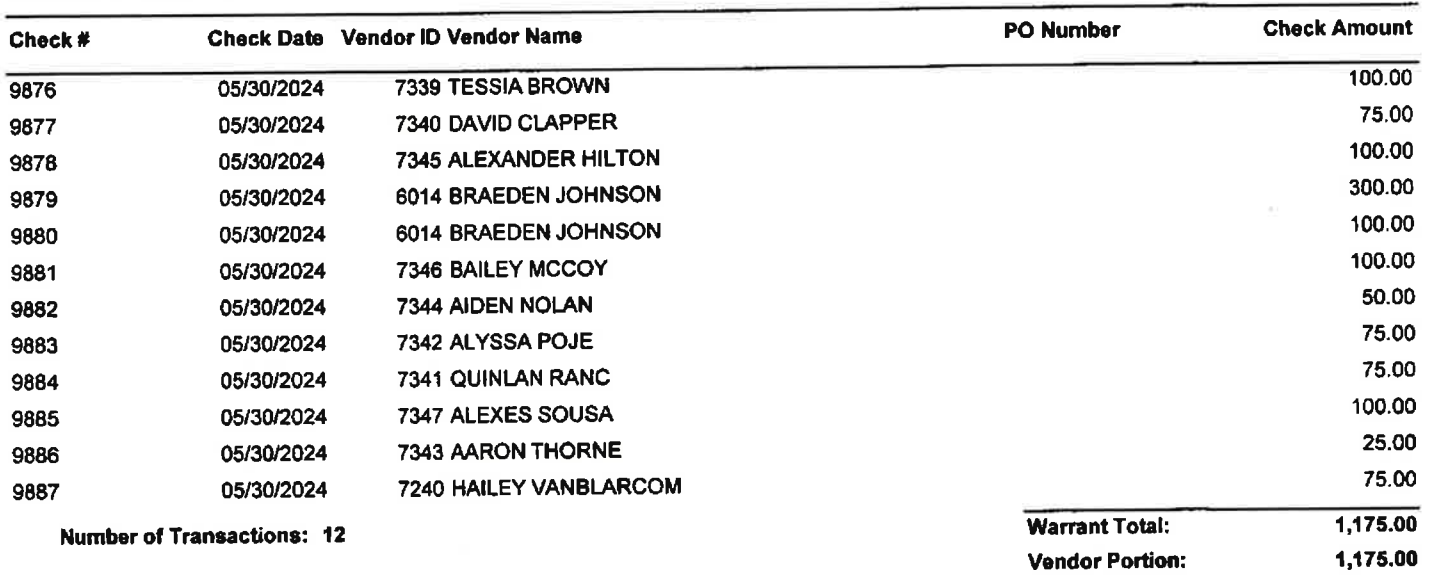 Check # Check Date Vendor ID Vendor Name PO Number Check Amount
9876 05/30/2024 7339 TESSIA BROWN 100.00
9877 05/30/2024 7340 DAVID CLAPPER 75.00
9878 05/30/2024 7345 ALEXANDER HILTON 100.00
9879 05/30/2024 6014 BRAEDEN JOHNSON 300.00
9880 05/30/2024 6014 BRAEDEN JOHNSON 100.00
9881 05/30/2024 7346 BAILEY MCCOY 100.00
9882 05/30/2024 7344 AIDEN NOLAN 50.00
9883 05/30/2024 7342 ALYSSA POJE 75.00
9884 05/30/2024 7341 QUINLAN RANC 75.00
9885 05/30/2024 7347 ALEXES SOUSA 100.00
9886 05/30/2024 7343 AARON THORNE 25.00
9887 05/30/2024 7240 HAILEY VANBLARCOM 75.00
Number of Transactions: 12 Warrant Total: 1,175.00
Vendor Portion: 1,175.00